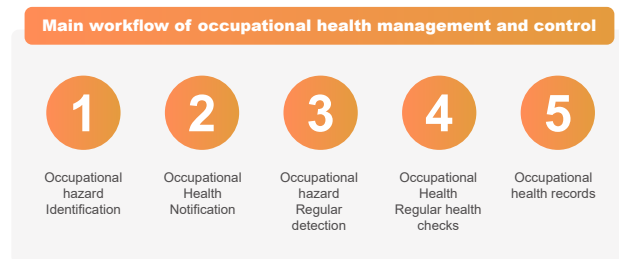 Main workflow of occupational health management and control
1
2
3
4
5
Occupational
hazard
Identification
Occupational
Health
Notification
Occupational
hazard
Regular
detection
Occupational
Health
Regular health
checks
Occupational
health records